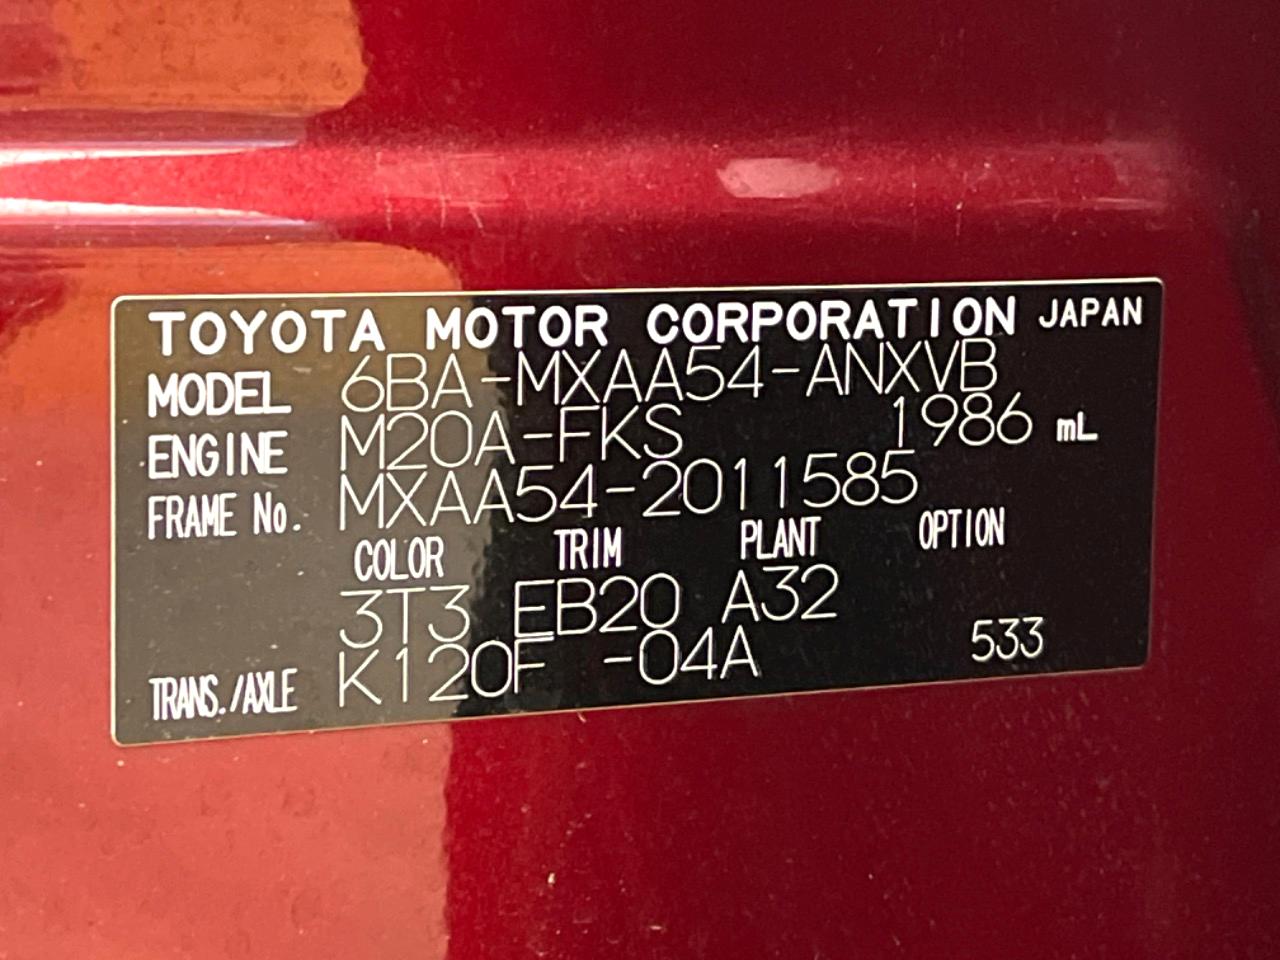 TOYOTA MOTOR CORPORATION JAPAN
MODEL 6BA-MXAA54-ANXVB
ENGINE M20A-FKS 1986 mL
FRAME No. MXAA54-2011585
COLOR TRIM PLANT OPTION
3T3 EB20 A32
TRANS./AXLE K120F -04A 533